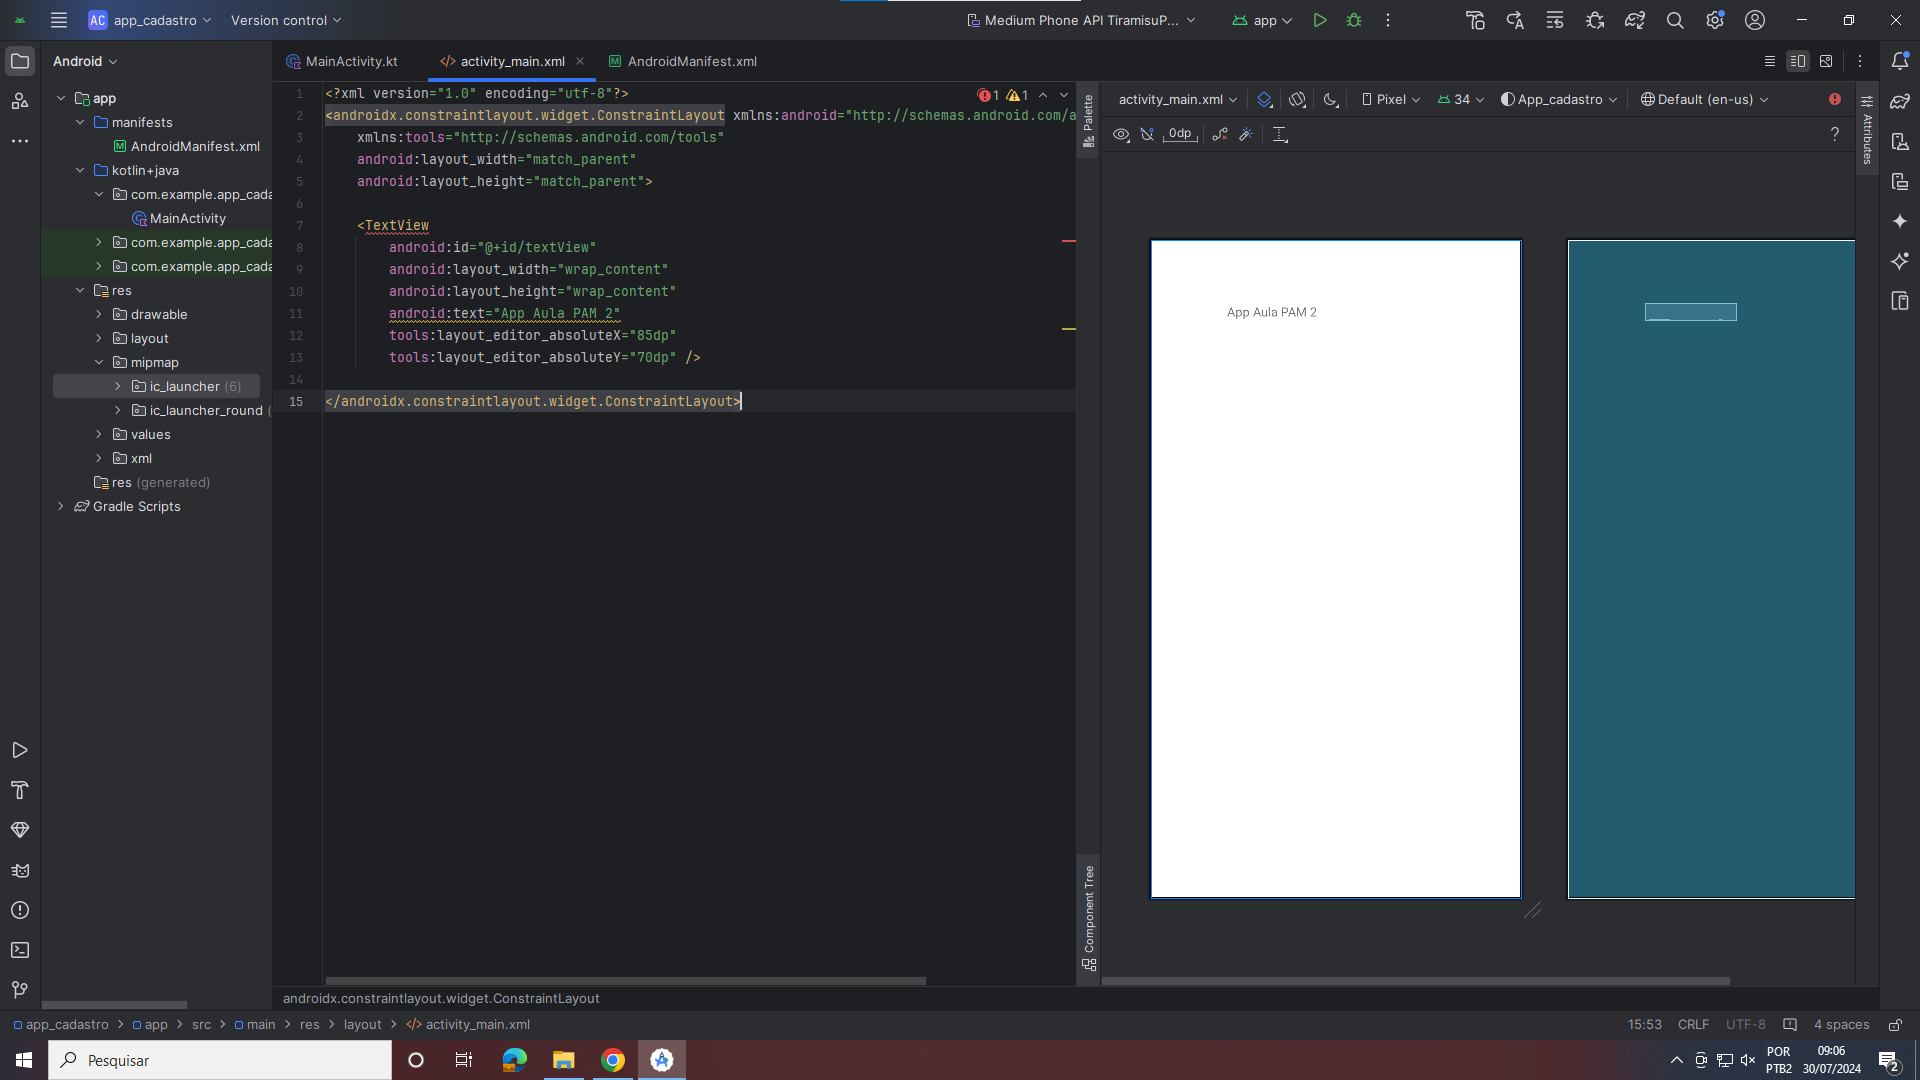 AC app_cadastro Version control Medium Phone API TiramisuP... app
Android
MainActivity.kt activity_main.xml AndroidManifest.xml
app
manifests
AndroidManifest.xml
kotlin+java
com.example.app_cada
MainActivity
com.example.app_cada
com.example.app_cada
res
drawable
layout
mipmap
ic_launcher (6)
ic_launcher_round (
values
xml
res (generated)
Gradle Scripts
1 <?xml version="1.0" encoding="utf-8"?>
2 <androidx.constraintlayout.widget.ConstraintLayout xmlns:android="http://schemas.android.com/a
3 xmlns:tools="http://schemas.android.com/tools"
4 android:layout_width="match_parent"
5 android:layout_height="match_parent">
6
7 <TextView
8 android:id="@+id/textView"
9 android:layout_width="wrap_content"
10 android:layout_height="wrap_content"
11 android:text="App Aula PAM 2"
12 tools:layout_editor_absoluteX="85dp"
13 tools:layout_editor_absoluteY="70dp" />
14
15 </androidx.constraintlayout.widget.ConstraintLayout>
1 1
androidx.constraintlayout.widget.ConstraintLayout
Palette
Component Tree
activity_main.xml Pixel 34 App_cadastro Default (en-us)
0dp ?
App Aula PAM 2
Attributes
app_cadastro > app > src > main > res > layout > activity_main.xml
15:53 CRLF UTF-8 4 spaces
Pesquisar
POR
PTB2
09:06
30/07/2024
2